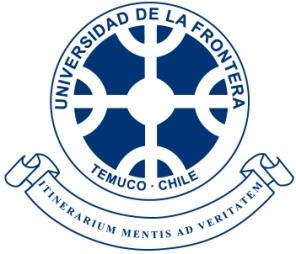 UNIVERSIDAD DE LA FRONTERA
TEMUCO · CHILE
ITINERARIUM MENTIS AD VERITATEM